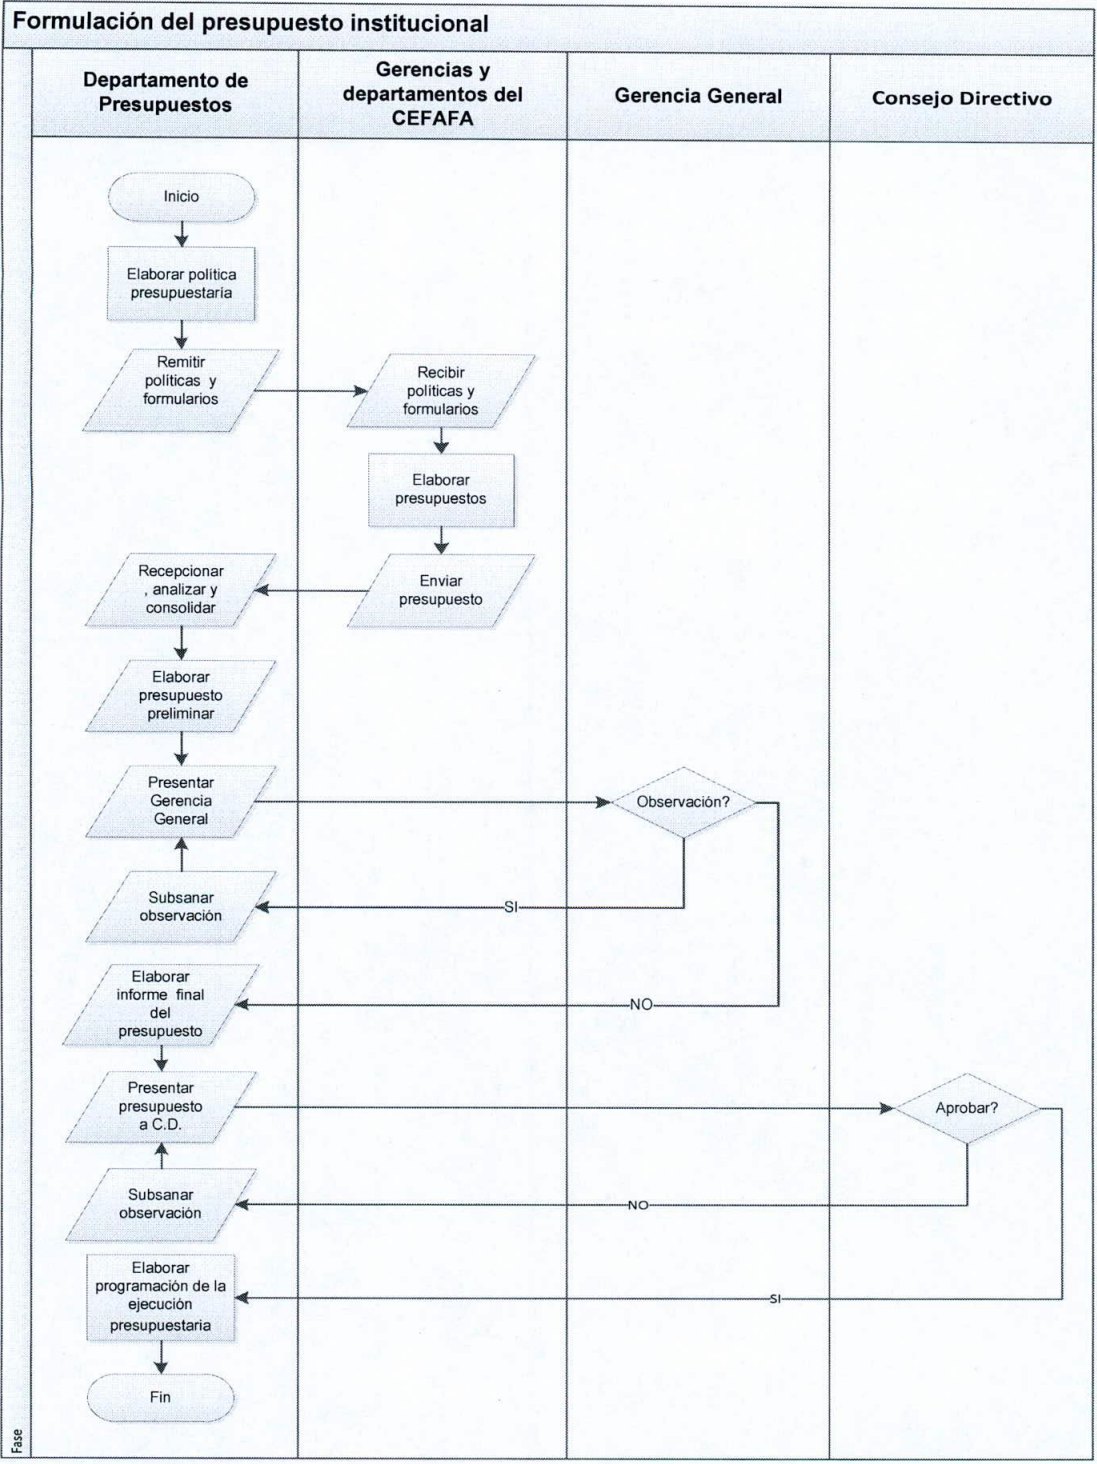 Formulación del presupuesto institucional
Departamento de
Presupuestos
Gerencias y
departamentos del
CEFAFA
Gerencia General
Consejo Directivo
Inicio
Elaborar política
presupuestaria
Remitir
políticas y
formularios
Recibir
políticas y
formularios
Elaborar
presupuestos
Enviar
presupuesto
Recepcionar
, analizar y
consolidar
Elaborar
presupuesto
preliminar
Presentar
Gerencia
General
Observación?
Subsanar
observación
SI
Elaborar
informe final
del
presupuesto
NO
Presentar
presupuesto
a C.D.
Aprobar?
Subsanar
observación
NO
Elaborar
programación de la
ejecución
presupuestaria
SI
Fin
Fase